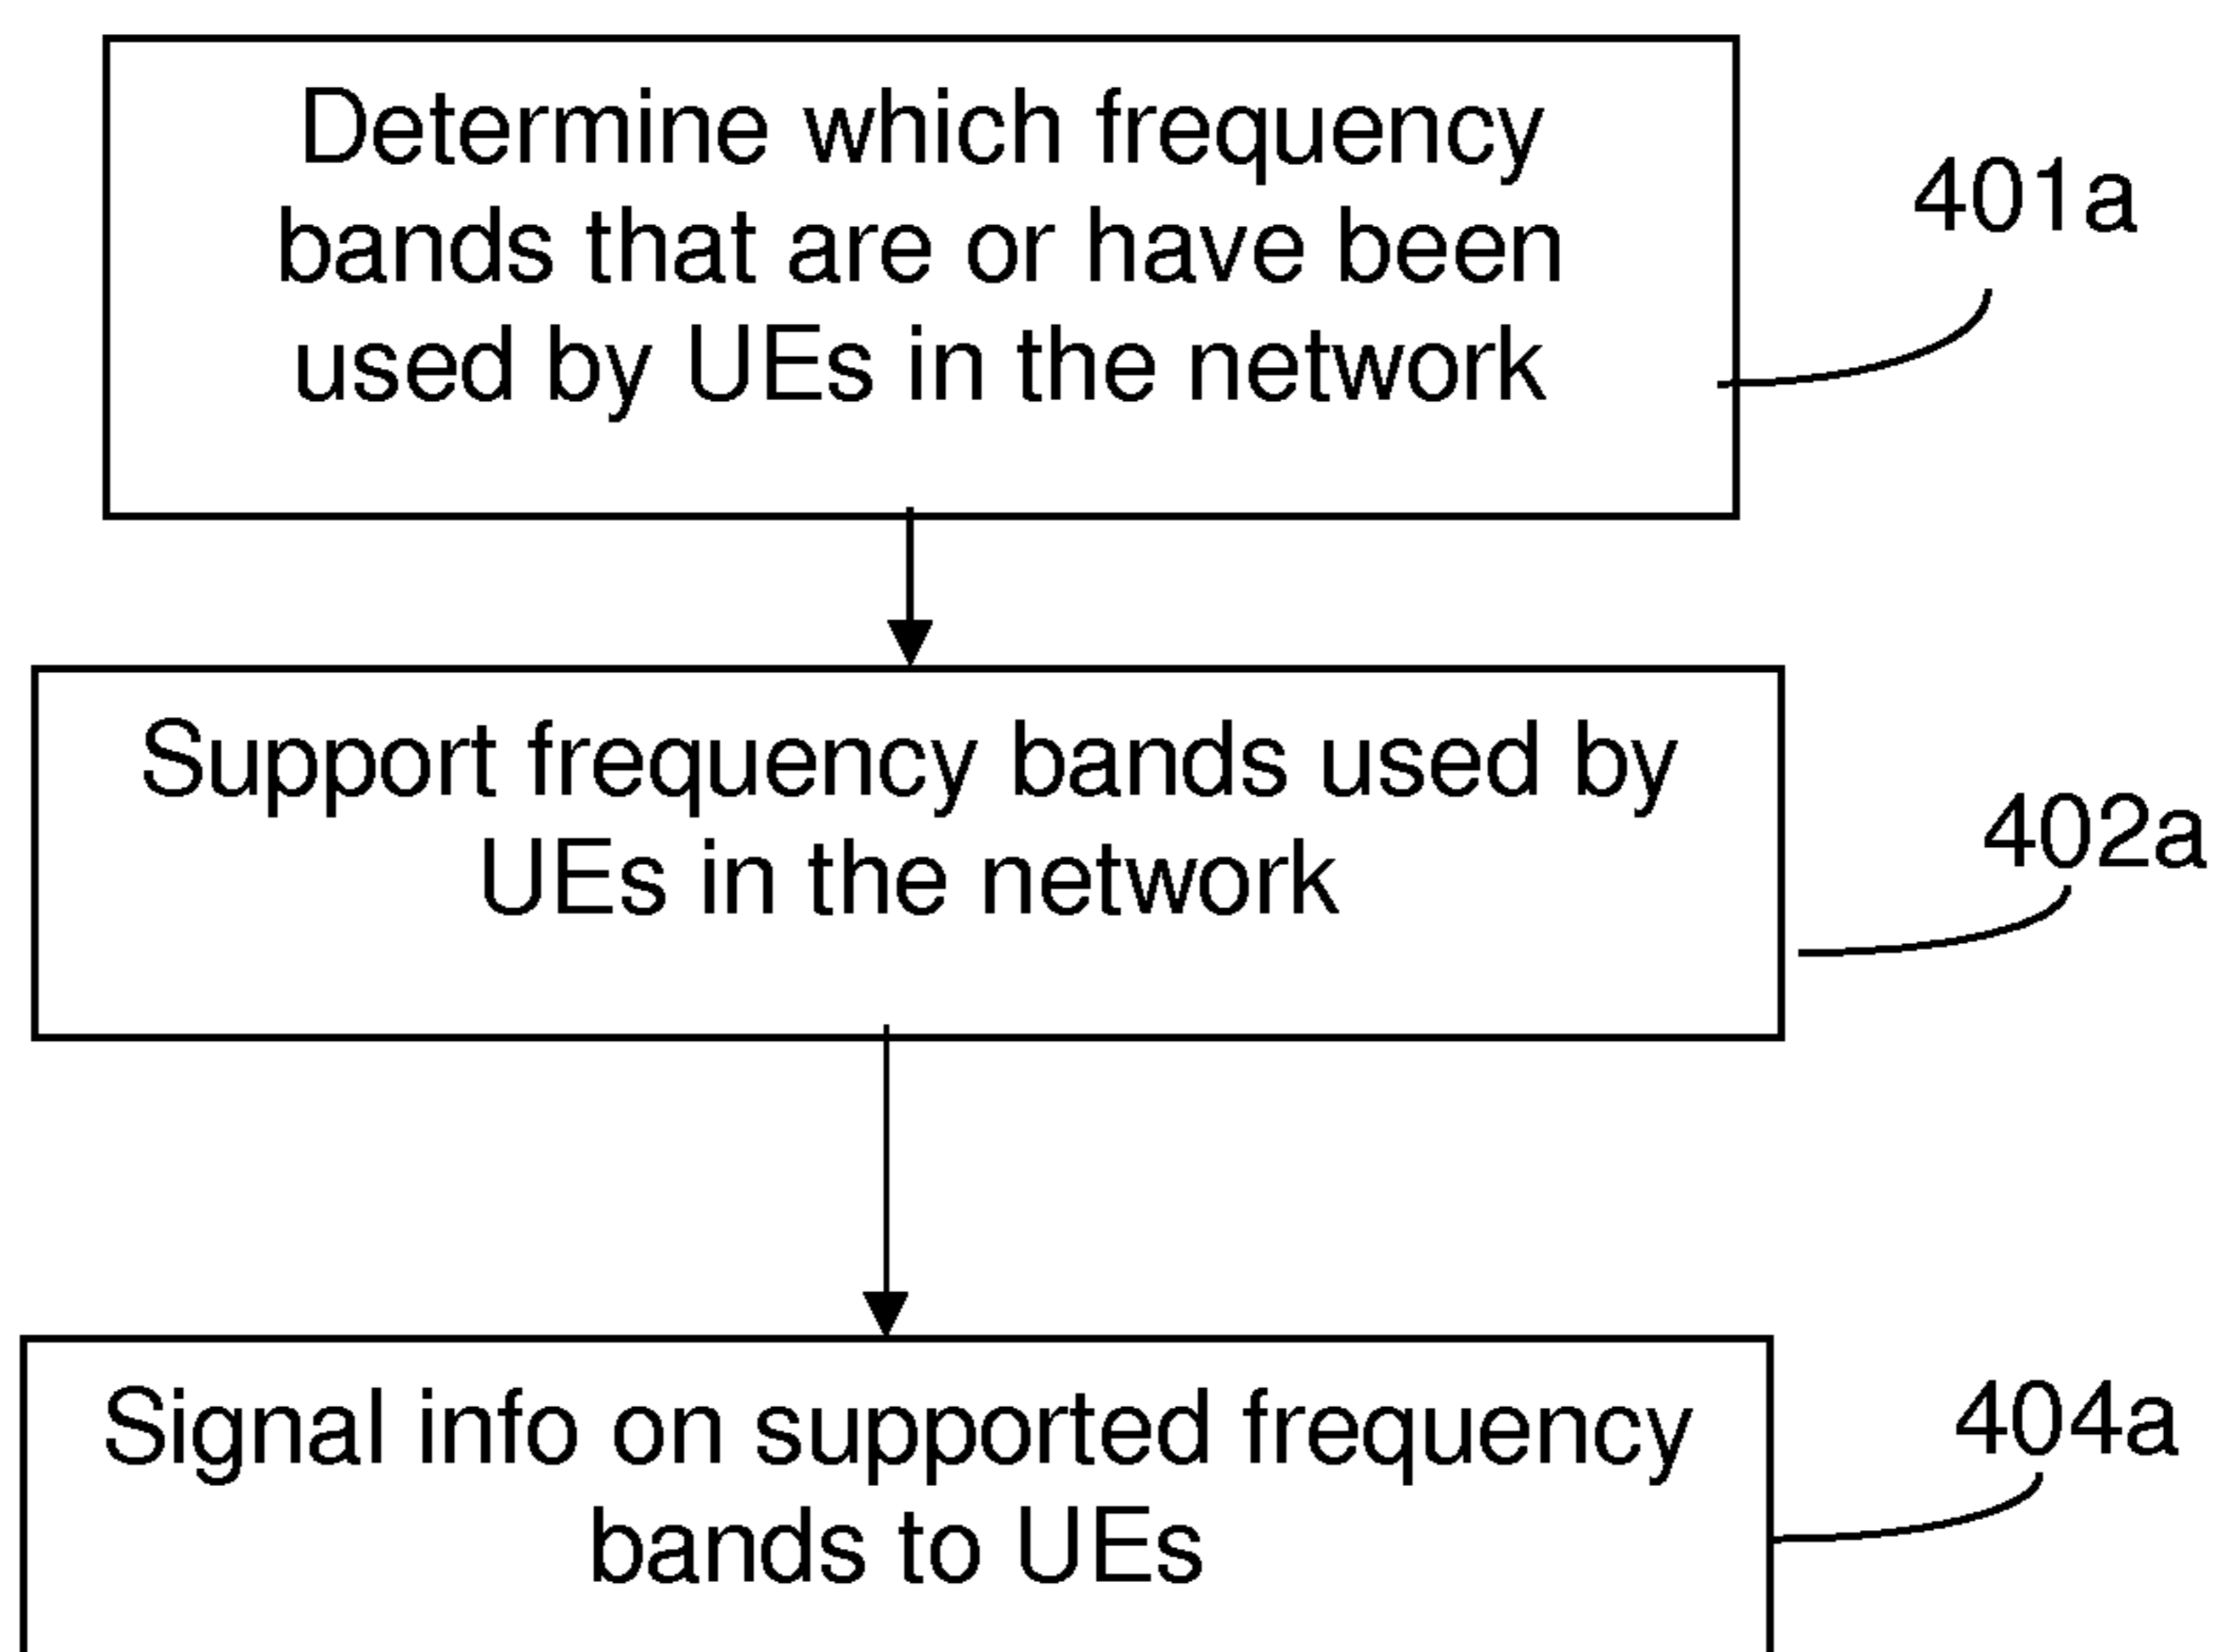 Determine which frequency
bands that are or have been
used by UEs in the network
401a
Support frequency bands used by
UEs in the network
402a
Signal info on supported frequency
bands to UEs
404a